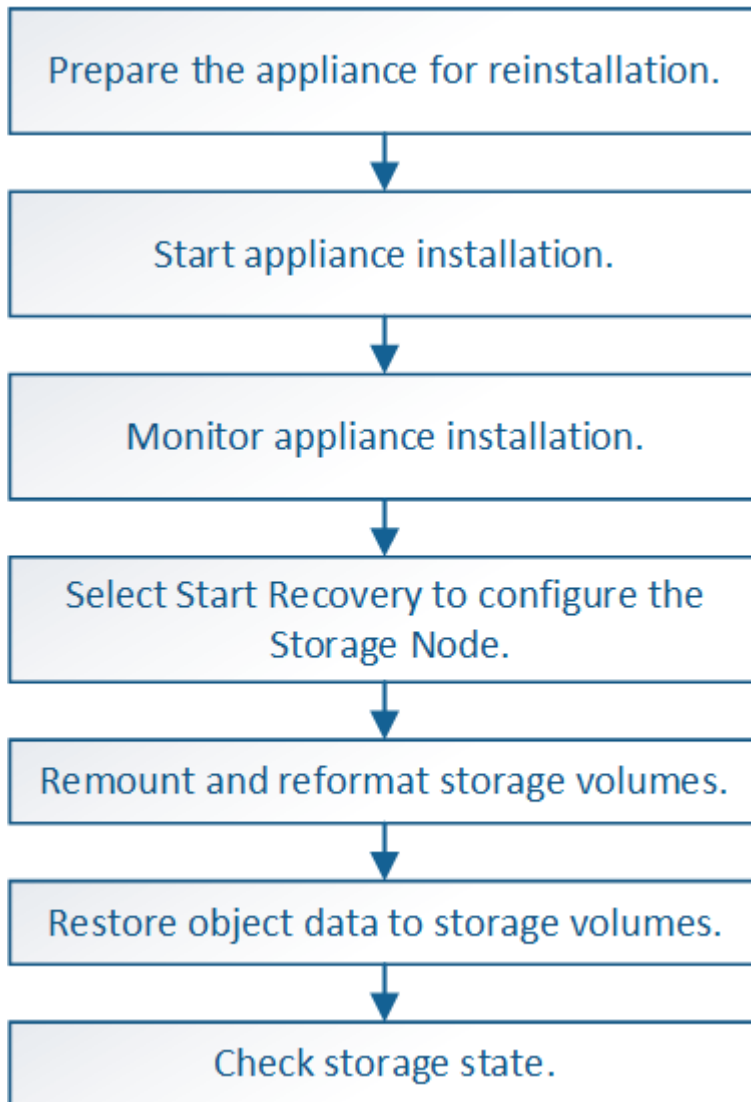 Prepare the appliance for reinstallation.
Start appliance installation.
Monitor appliance installation.
Select Start Recovery to configure the
Storage Node.
Remount and reformat storage volumes.
Restore object data to storage volumes.
Check storage state.